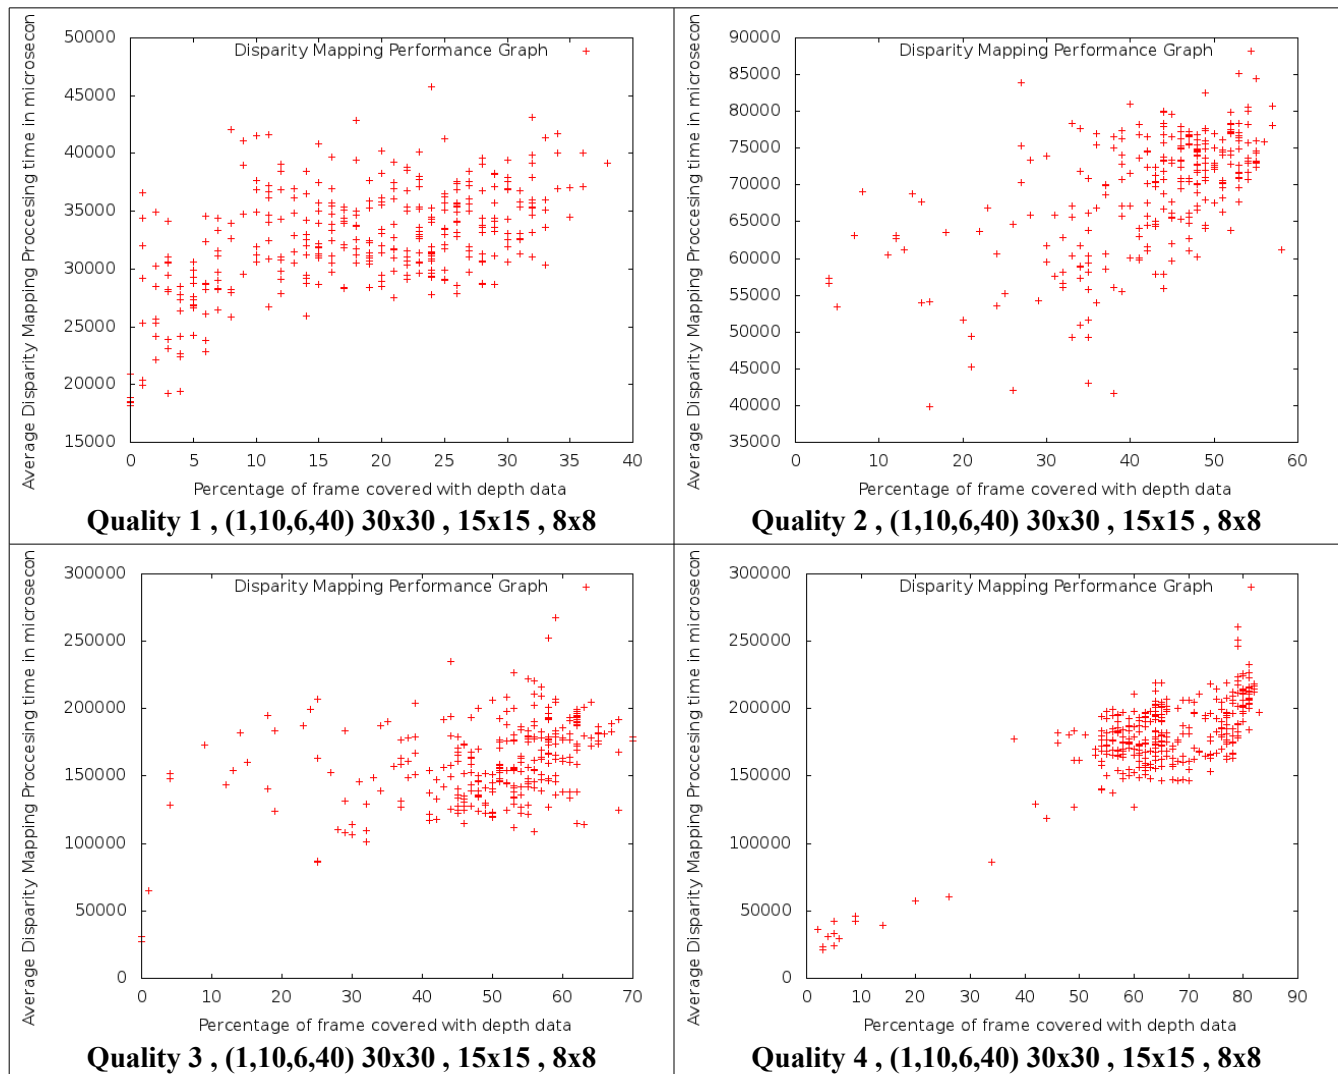 Disparity Mapping Performance Graph
Average Disparity Mapping Proccesing time in microsecon
50000
45000
40000
35000
30000
25000
20000
15000
0 5 10 15 20 25 30 35 40
Percentage of frame covered with depth data
Quality 1 , (1,10,6,40) 30x30 , 15x15 , 8x8
Disparity Mapping Performance Graph
Average Disparity Mapping Proccesing time in microsecon
90000
85000
80000
75000
70000
65000
60000
55000
50000
45000
40000
35000
0 10 20 30 40 50 60
Percentage of frame covered with depth data
Quality 2 , (1,10,6,40) 30x30 , 15x15 , 8x8
Disparity Mapping Performance Graph
Average Disparity Mapping Proccesing time in microsecon
300000
250000
200000
150000
100000
50000
0
0 10 20 30 40 50 60 70
Percentage of frame covered with depth data
Quality 3 , (1,10,6,40) 30x30 , 15x15 , 8x8
Disparity Mapping Performance Graph
Average Disparity Mapping Proccesing time in microsecon
300000
250000
200000
150000
100000
50000
0
0 10 20 30 40 50 60 70 80 90
Percentage of frame covered with depth data
Quality 4 , (1,10,6,40) 30x30 , 15x15 , 8x8